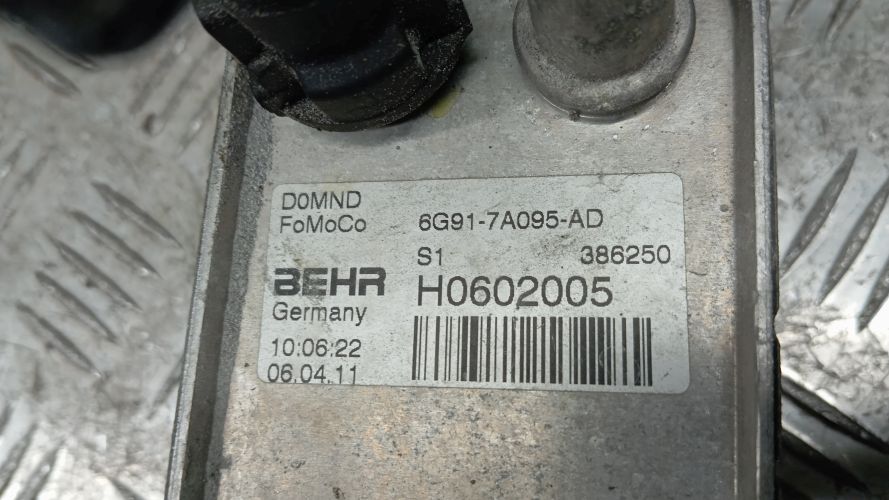 D0MND
FoMoCo 6G91-7A095-AD
S1 386250
BEHR H0602005
Germany
10:06:22
06.04.11